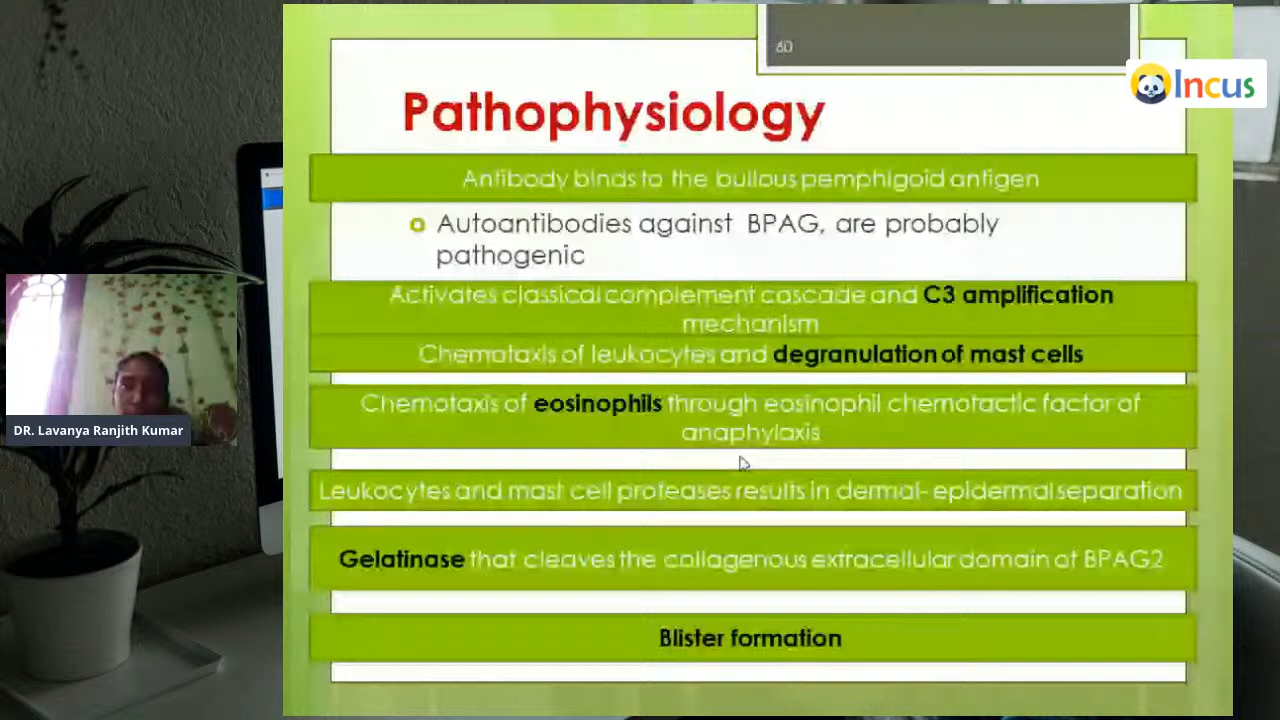 60
Incus
Pathophysiology
Antibody binds to the bullous pemphigoid antigen
Autoantibodies against BPAG, are probably
pathogenic
Activates classical complement cascade and C3 amplification
mechanism
Chemotaxis of leukocytes and degranulation of mast cells
Chemotaxis of eosinophils through eosinophil chemotactic factor of
anaphylaxis
Leukocytes and mast cell proteases results in dermal- epidermal separation
Gelatinase that cleaves the collagenous extracellular domain of BPAG2
Blister formation
DR. Lavanya Ranjith Kumar